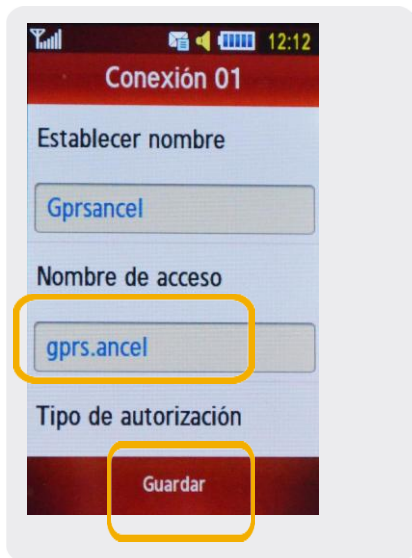 12:12
Conexión 01
Establecer nombre
Gprsancel
Nombre de acceso
gprs.ancel
Tipo de autorización
Guardar